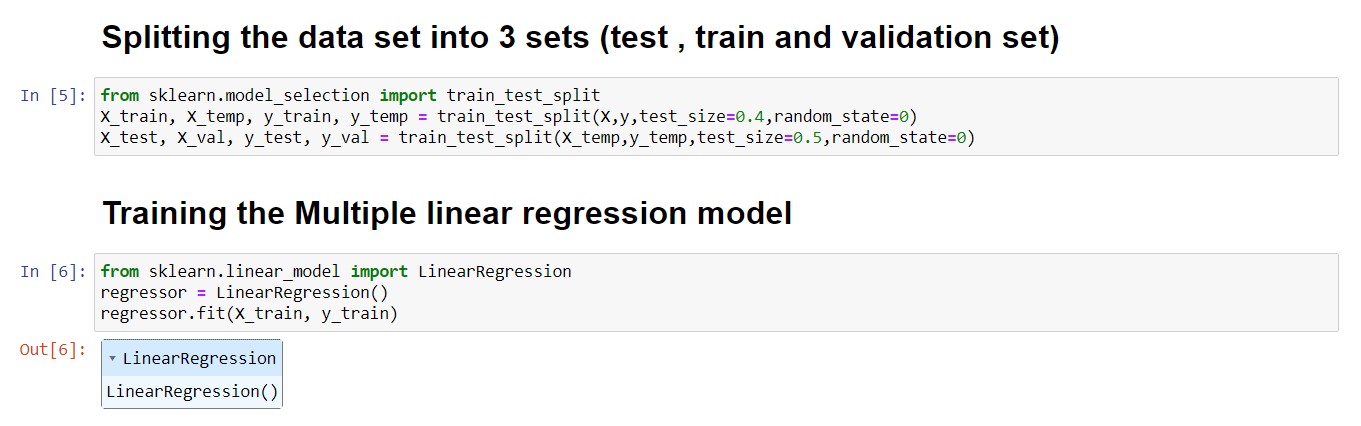 Splitting the data set into 3 sets (test , train and validation set)
In [5]: from sklearn.model_selection import train_test_split
X_train, X_temp, y_train, y_temp = train_test_split(X,y,test_size=0.4,random_state=0)
X_test, X_val, y_test, y_val = train_test_split(X_temp,y_temp,test_size=0.5,random_state=0)
Training the Multiple linear regression model
In [6]: from sklearn.linear_model import LinearRegression
regressor = LinearRegression()
regressor.fit(X_train, y_train)
Out[6]: ▾ LinearRegression
LinearRegression()